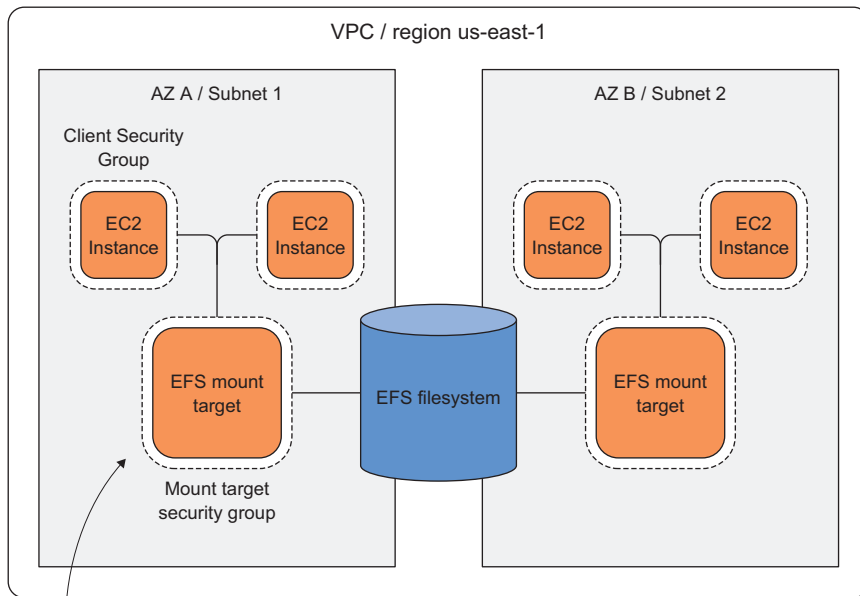 VPC / region us-east-1
AZ A / Subnet 1
Client Security
Group
EC2
Instance
EC2
Instance
EFS mount
target
Mount target
security group
EFS filesystem
AZ B / Subnet 2
EC2
Instance
EC2
Instance
EFS mount
target